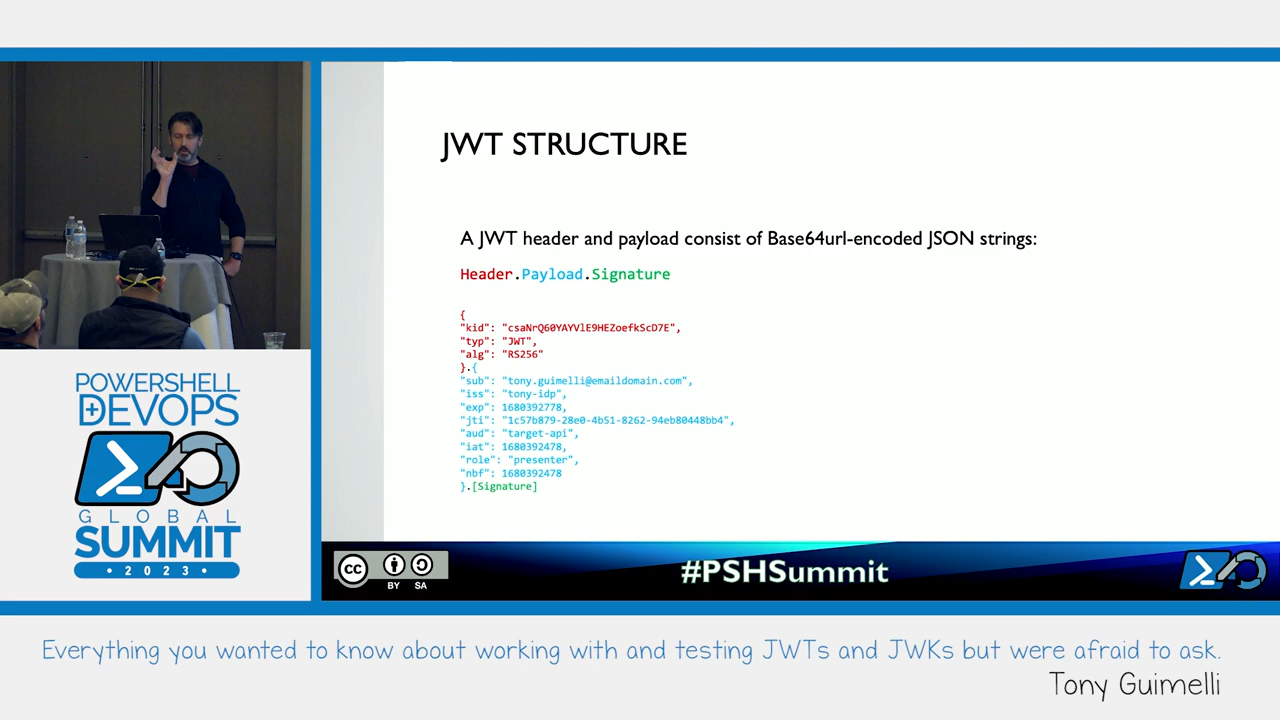 JWT STRUCTURE
A JWT header and payload consist of Base64url-encoded JSON strings:
Header.Payload.Signature
{
"kid": "csaNrQ60YAYVlE9HEZoefkScD7E",
"typ": "JWT",
"alg": "RS256"
}.{
"sub": "tony.guimelli@emaildomain.com",
"iss": "tony-idp",
"exp": 1680392778,
"jti": "1c57b879-28e0-4b51-8262-94eb80448bb4",
"aud": "target-api",
"iat": 1680392478,
"role": "presenter",
"nbf": 1680392478
}.[Signature]
POWERSHELL
+DEVOPS
GLOBAL
SUMMIT
• 2023 •
cc
BY SA
#PSHSummit
Everything you wanted to know about working with and testing JWTs and JWKs but were afraid to ask.
Tony Guimelli